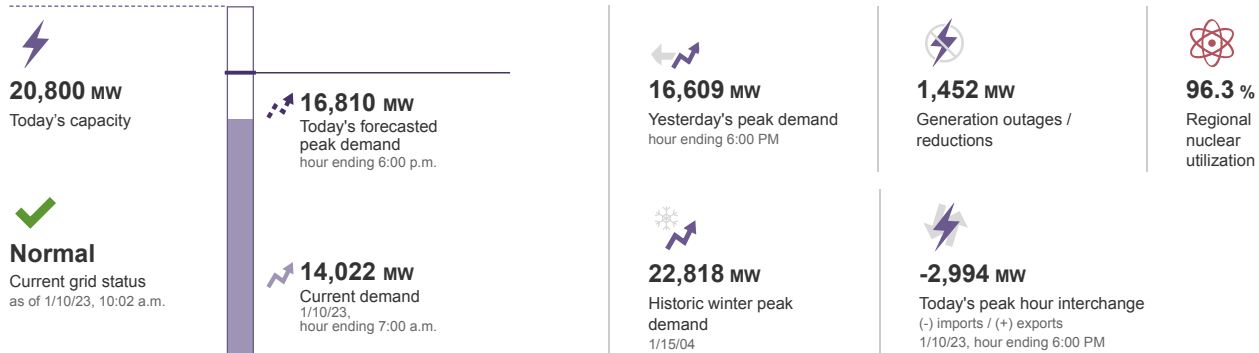 20,800 MW
Today's capacity
16,810 MW
Today's forecasted
peak demand
hour ending 6:00 p.m.
Normal
Current grid status
as of 1/10/23, 10:02 a.m.
14,022 MW
Current demand
1/10/23,
hour ending 7:00 a.m.
16,609 MW
Yesterday's peak demand
hour ending 6:00 PM
1,452 MW
Generation outages /
reductions
96.3 %
Regional
nuclear
utilization
22,818 MW
Historic winter peak
demand
1/15/04
-2,994 MW
Today's peak hour interchange
(-) imports / (+) exports
1/10/23, hour ending 6:00 PM